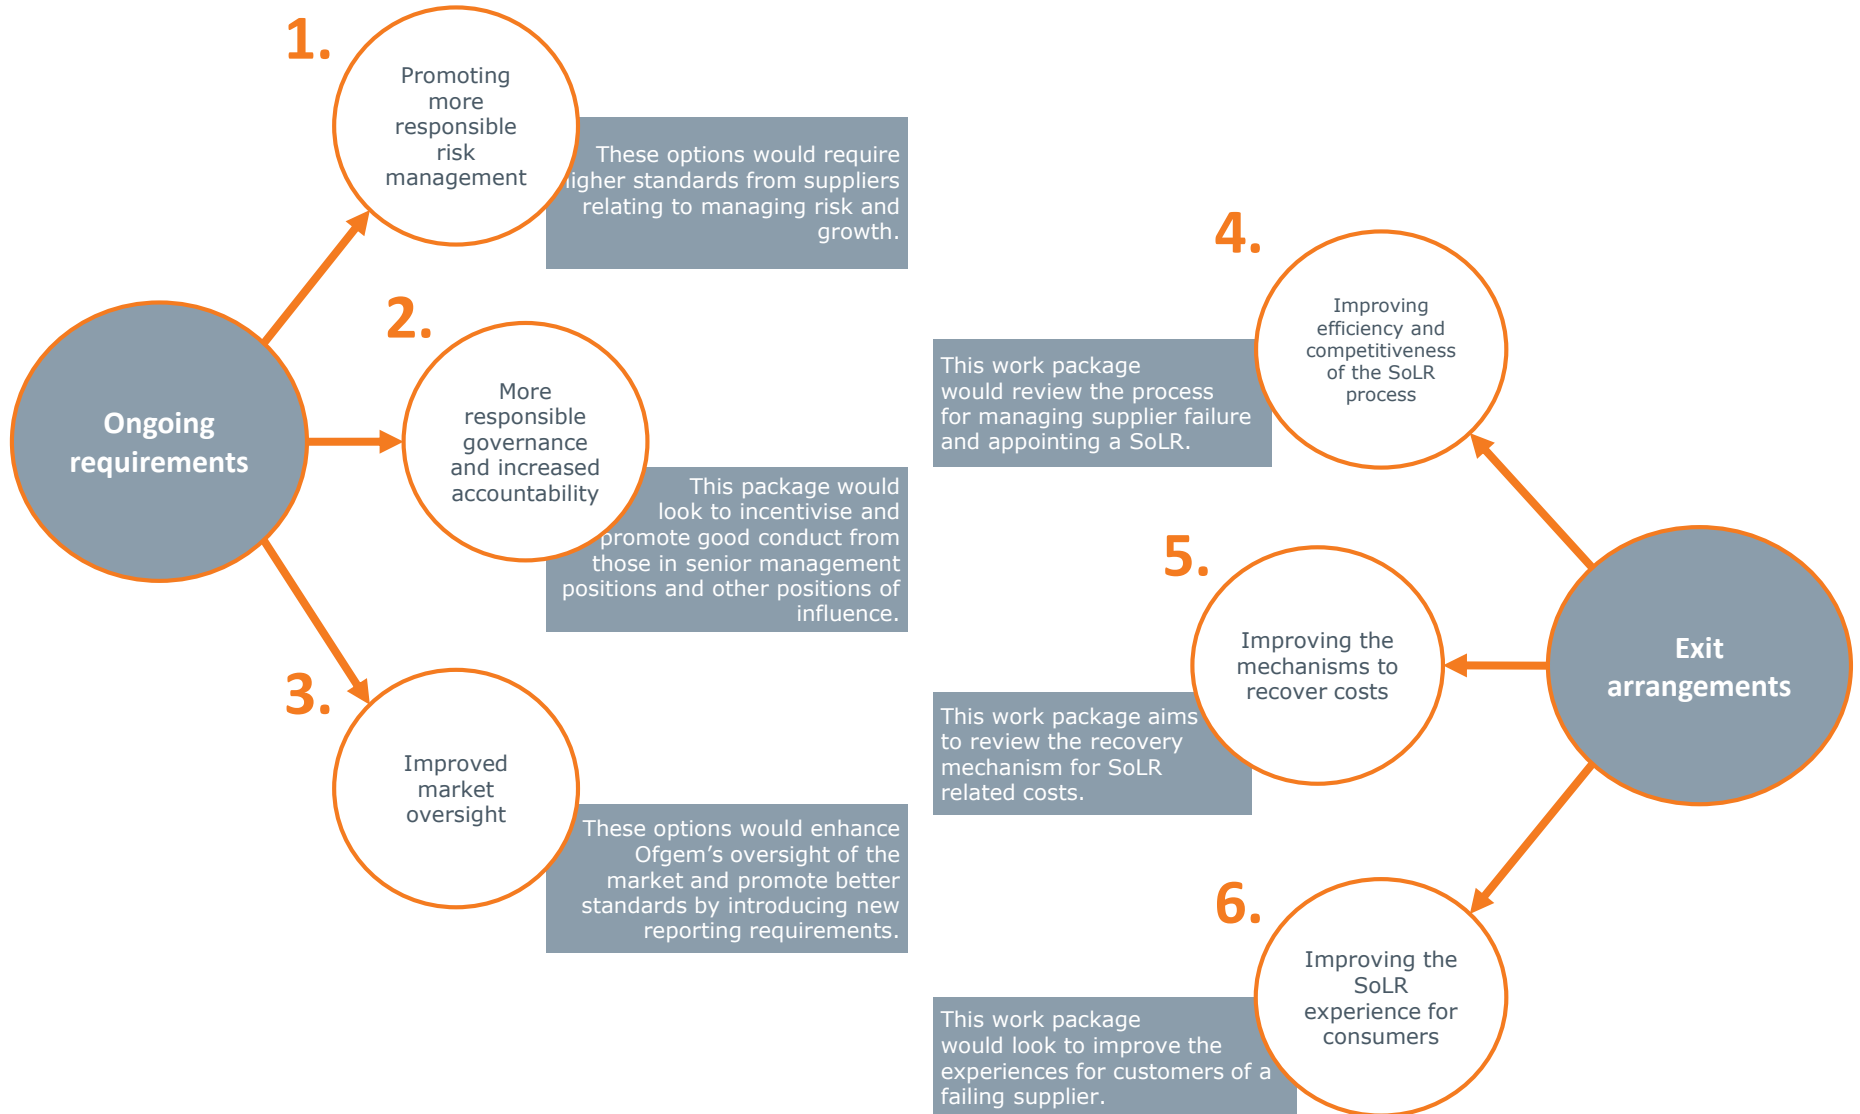 1.
Promoting
more
responsible
risk
management
These options would require
higher standards from suppliers
relating to managing risk and
growth.
2.
More
responsible
governance
and increased
accountability
This package would
look to incentivise and
promote good conduct from
those in senior management
positions and other positions of
influence.
Ongoing
requirements
3.
Improved
market
oversight
These options would enhance
Ofgem's oversight of the
market and promote better
standards by introducing new
reporting requirements.
4.
Improving
efficiency and
competitiveness
of the SoLR
process
This work package
would review the process
for managing supplier failure
and appointing a SoLR.
5.
Improving the
mechanisms to
recover costs
This work package aims
to review the recovery
mechanism for SoLR
related costs.
Exit
arrangements
6.
Improving the
SoLR
experience for
consumers
This work package
would look to improve the
experiences for customers of a
failing supplier.